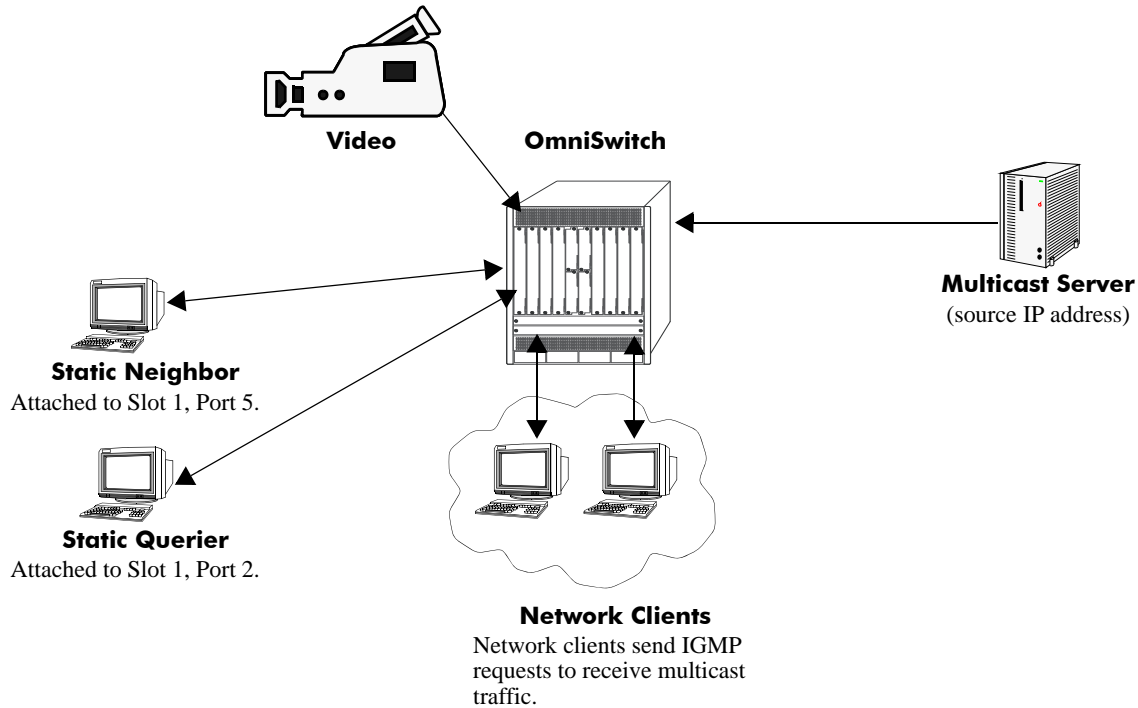 Video
OmniSwitch
Multicast Server
(source IP address)
Static Neighbor
Attached to Slot 1, Port 5.
Static Querier
Attached to Slot 1, Port 2.
Network Clients
Network clients send IGMP
requests to receive multicast
traffic.